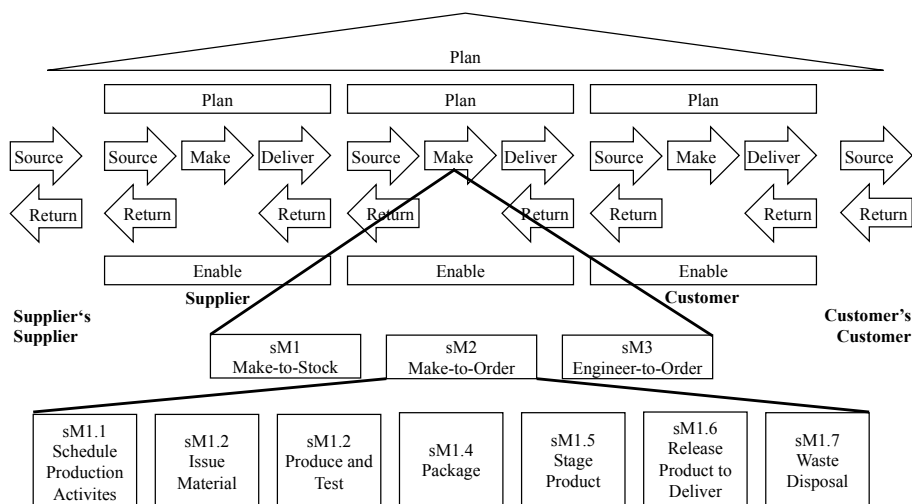 Plan
Plan Plan Plan
Source Source Make Deliver Source Make Deliver Source Make Deliver Source
Return Return Return Return Return Return Return Return
Enable Enable Enable
Supplier Customer
Supplier‘s
Supplier
Customer’s
Customer
sM1
Make-to-Stock
sM2
Make-to-Order
sM3
Engineer-to-Order
sM1.1
Schedule
Production
Activites
sM1.2
Issue
Material
sM1.2
Produce and
Test
sM1.4
Package
sM1.5
Stage
Product
sM1.6
Release
Product to
Deliver
sM1.7
Waste
Disposal